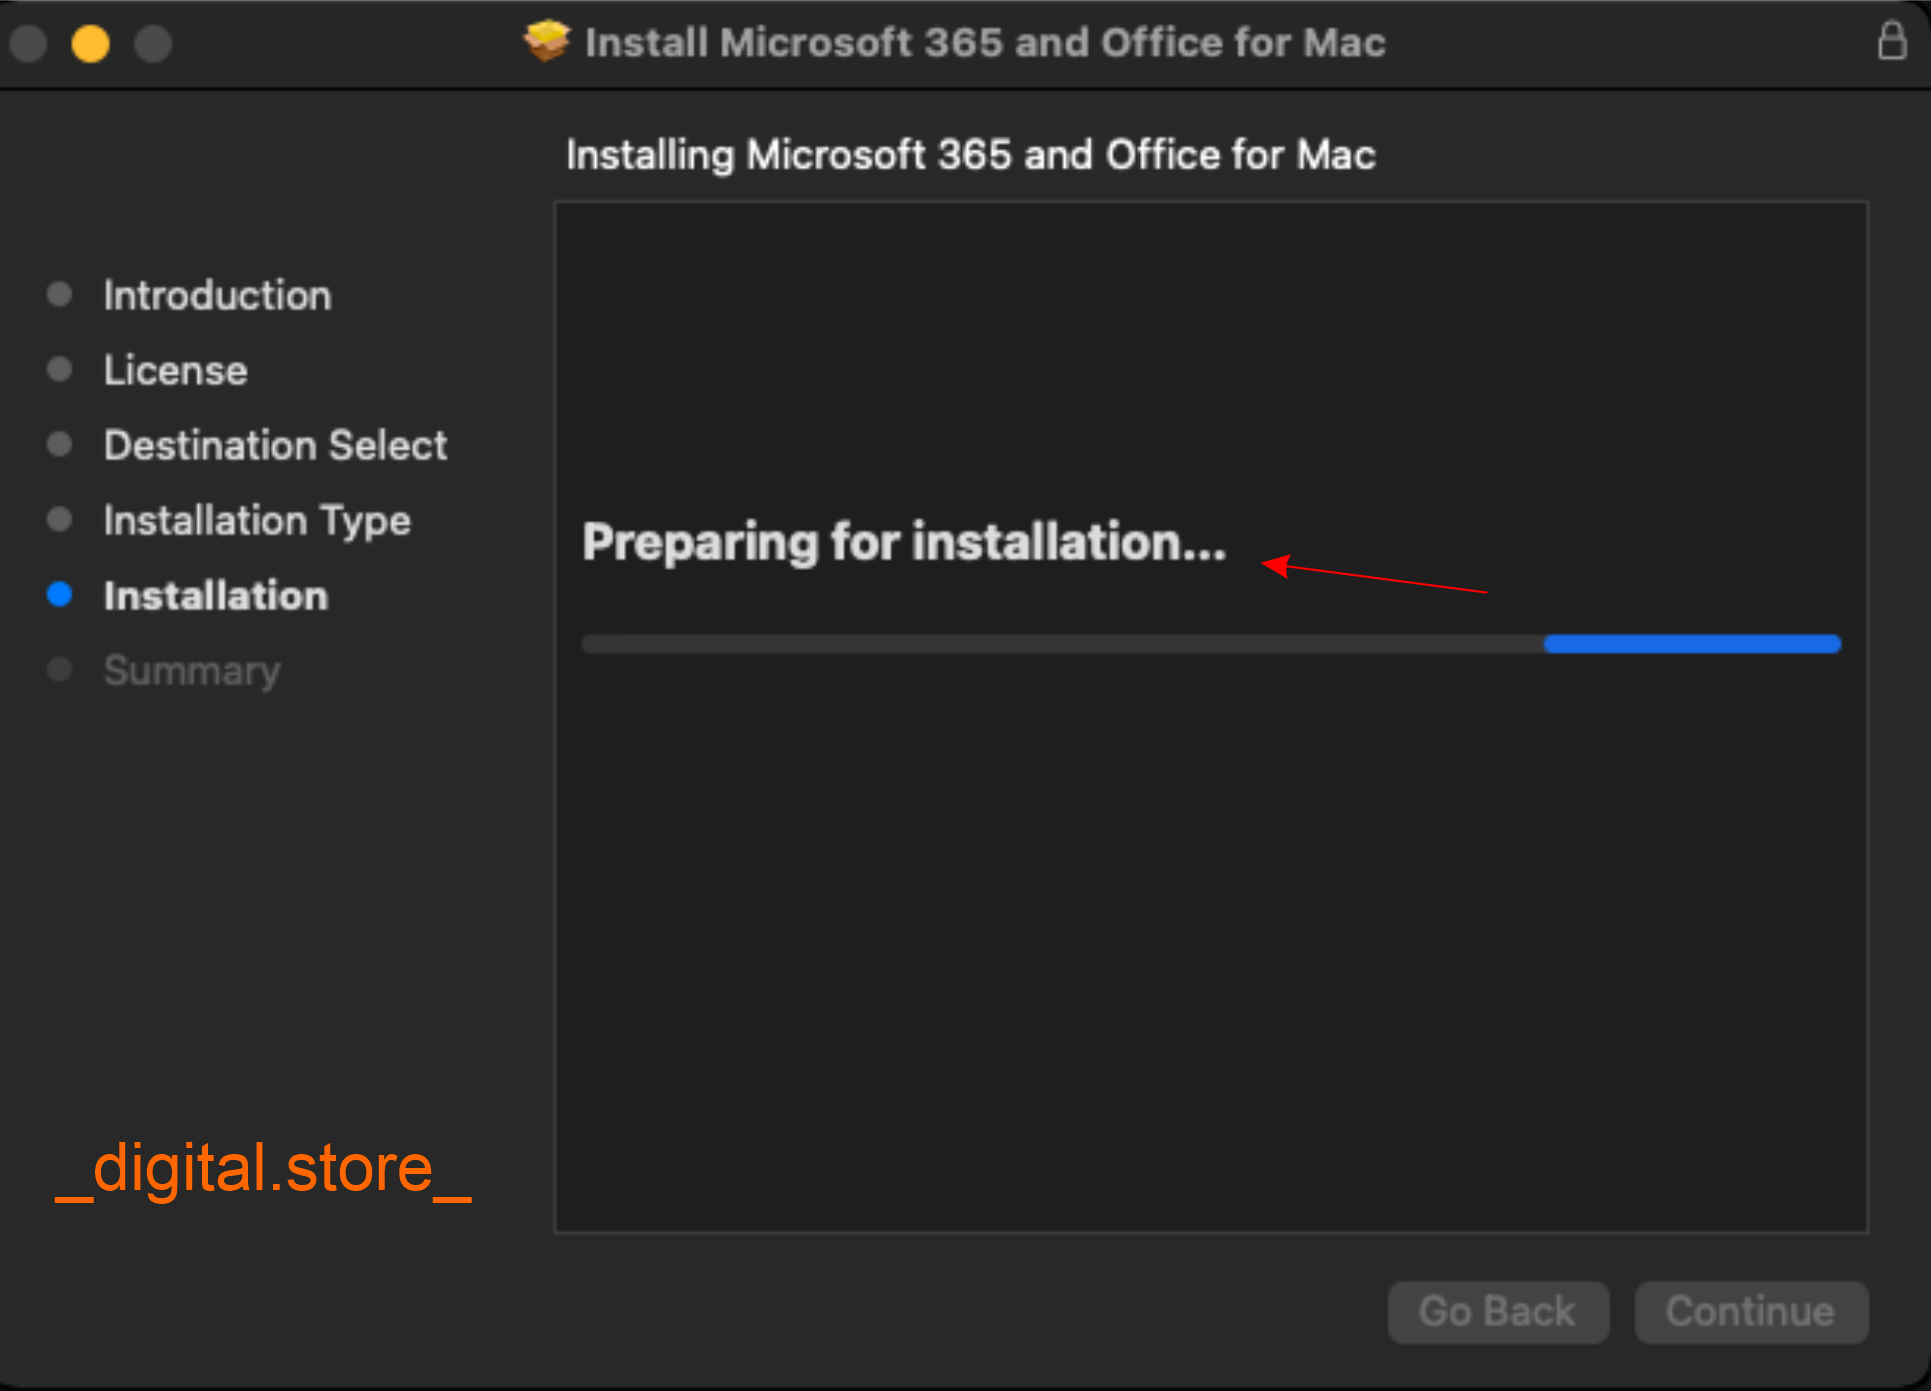 Install Microsoft 365 and Office for Mac
Installing Microsoft 365 and Office for Mac
Introduction
License
Destination Select
Installation Type
Installation
Summary
Preparing for installation...
_digital.store_
Go Back
Continue